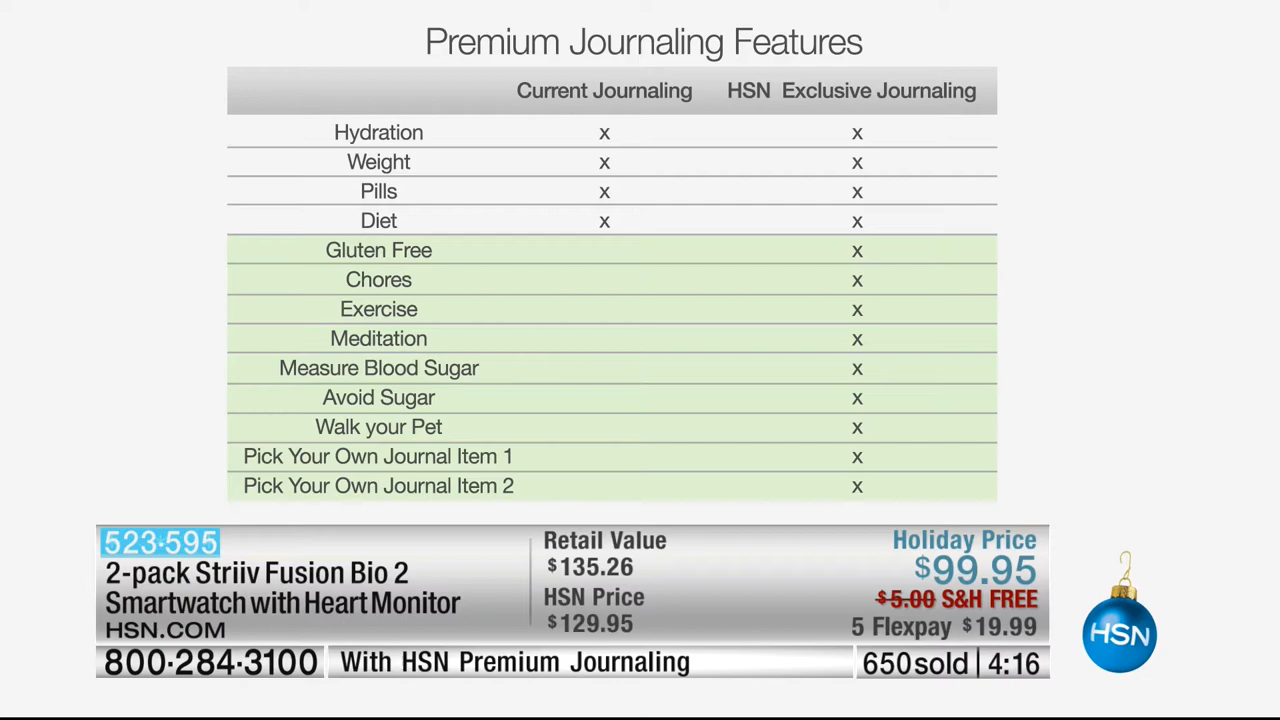 Premium Journaling Features
Current Journaling HSN Exclusive Journaling
Hydration x x
Weight x x
Pills x x
Diet x x
Gluten Free x
Chores x
Exercise x
Meditation x
Measure Blood Sugar x
Avoid Sugar x
Walk your Pet x
Pick Your Own Journal Item 1 x
Pick Your Own Journal Item 2 x
523·595
2-pack Striiv Fusion Bio 2
Smartwatch with Heart Monitor
HSN.COM
Retail Value
$135.26
HSN Price
$129.95
Holiday Price
$99.95
$5.00 S&H FREE
5 Flexpay $19.99
HSN
800·284·3100 With HSN Premium Journaling 650 sold 4:16